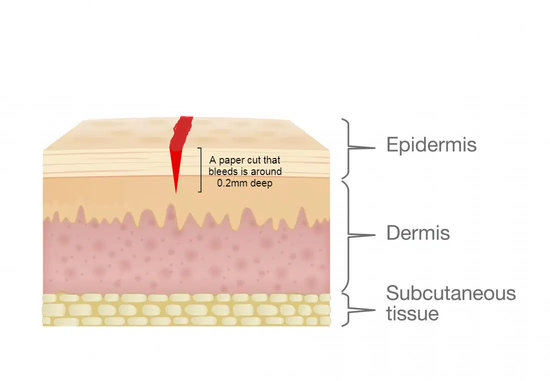 Epidermis
A paper cut that
bleeds is around
0.2mm deep
Dermis
Subcutaneous
tissue